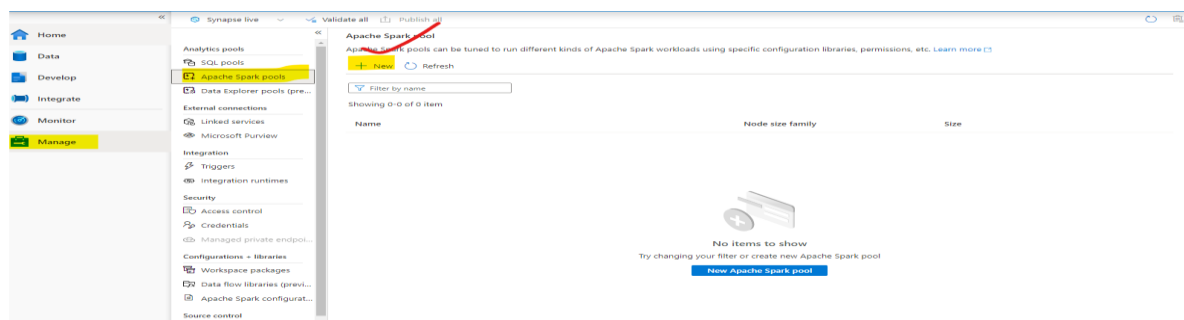 Synapse live
Validate all
Publish all
Home
Data
Develop
Integrate
Monitor
Manage
Analytics pools
SQL pools
Apache Spark pools
Data Explorer pools (pre...
External connections
Linked services
Microsoft Purview
Integration
Triggers
Integration runtimes
Security
Access control
Credentials
Managed private endpoi...
Configurations + libraries
Workspace packages
Data flow libraries (previ...
Apache Spark configurat...
Source control
Apache Spark pool
Apache Spark pools can be tuned to run different kinds of Apache Spark workloads using specific configuration libraries, permissions, etc. Learn more
New
Refresh
Filter by name
Showing 0-0 of 0 item
Name Node size family Size
No items to show
Try changing your filter or create new Apache Spark pool
New Apache Spark pool